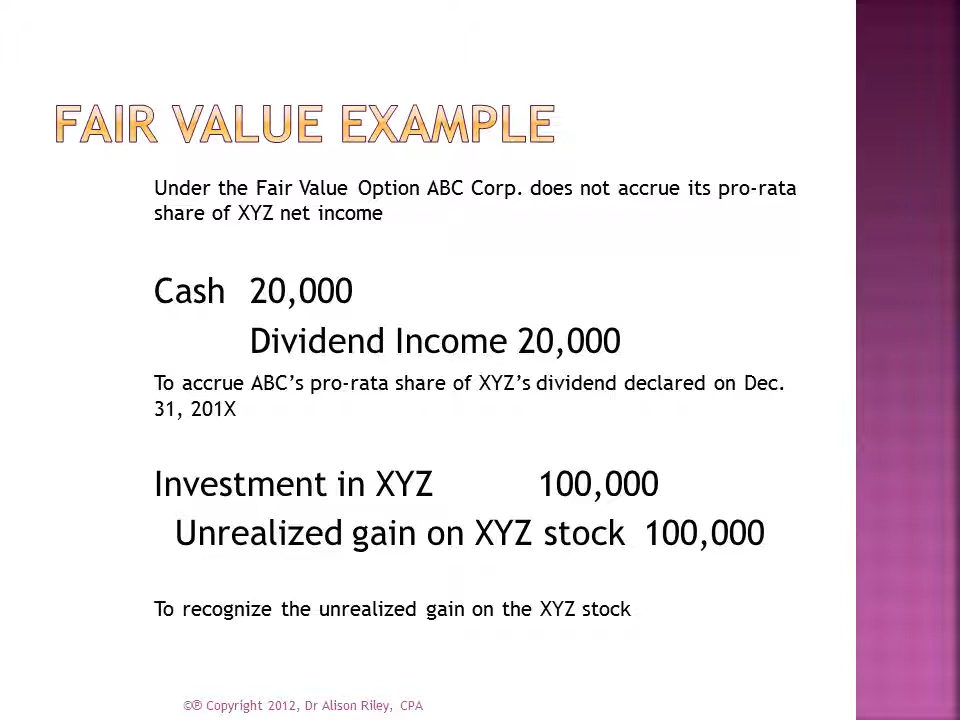 FAIR VALUE EXAMPLE
Under the Fair Value Option ABC Corp. does not accrue its pro-rata
share of XYZ net income
Cash 20,000
Dividend Income 20,000
To accrue ABC’s pro-rata share of XYZ’s dividend declared on Dec.
31, 201X
Investment in XYZ 100,000
Unrealized gain on XYZ stock 100,000
To recognize the unrealized gain on the XYZ stock
©℗ Copyright 2012, Dr Alison Riley, CPA